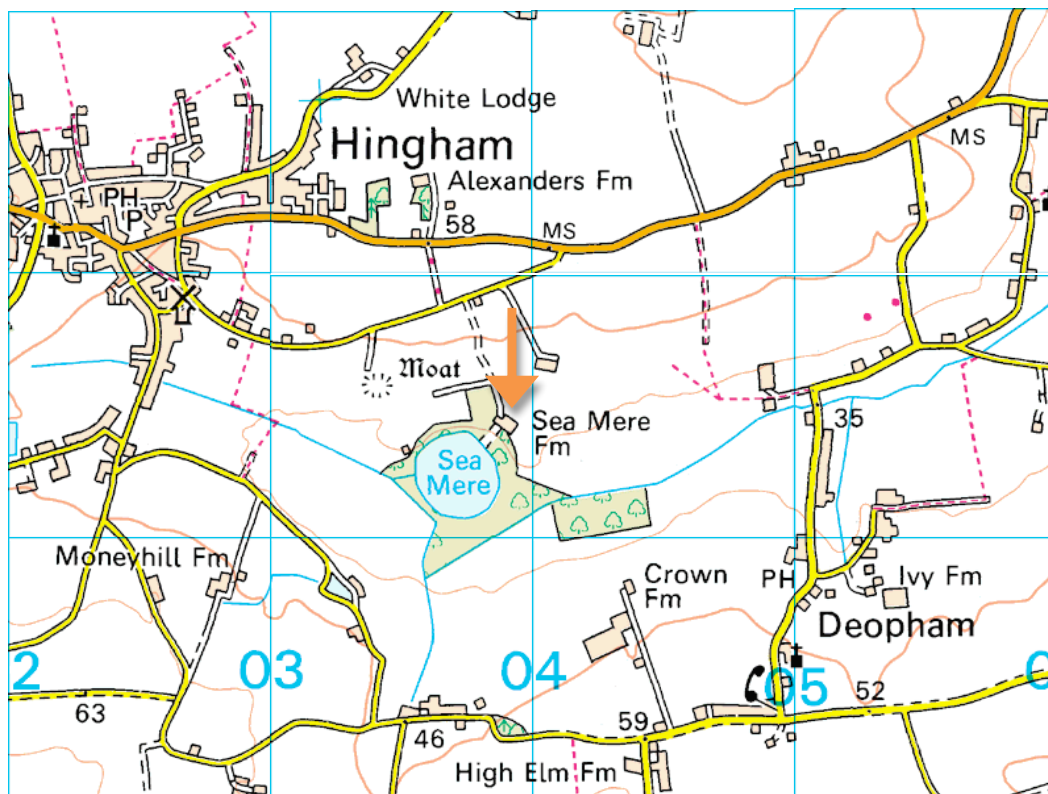 White Lodge
Hingham
MS
PH
P
Alexanders Fm
58
MS
Moat
Sea Mere
Fm
35
Sea
Mere
Moneyhill Fm
Crown
Fm
PH
Ivy Fm
Deopham
2
03
04
05
0
63
46
59
52
High Elm Fm